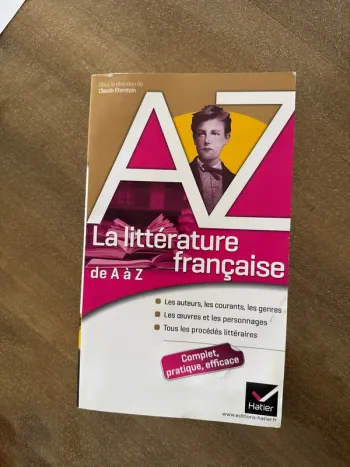 Sous la direction de
Claude Eterstein
AZ
La littérature
française
de A à Z
Les auteurs, les courants, les genres
Les œuvres et les personnages
Tous les procédés littéraires
Complet,
pratique, efficace
Hatier
www.editions-hatier.fr